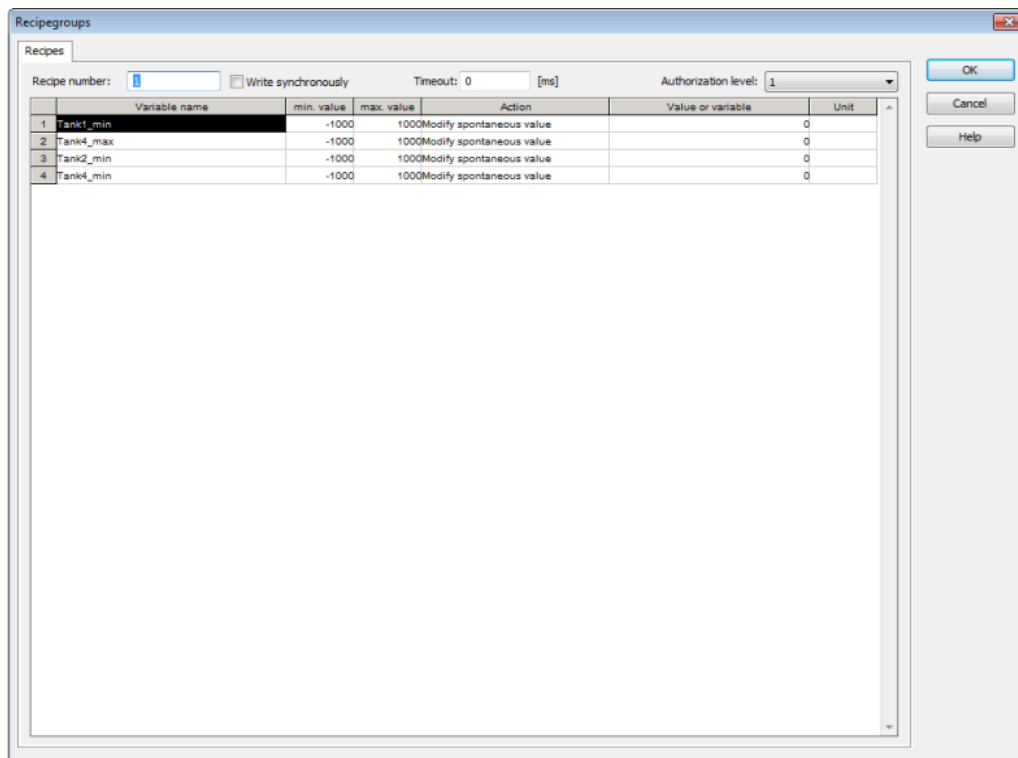 Recipegroups
Recipes
Recipe number: 1 Write synchronously Timeout: 0 [ms] Authorization level: 1
OK
Cancel
Help
Variable name min. value max. value Action Value or variable Unit
1 Tank1_min -1000 1000 Modify spontaneous value 0
2 Tank4_max -1000 1000 Modify spontaneous value 0
3 Tank2_min -1000 1000 Modify spontaneous value 0
4 Tank4_min -1000 1000 Modify spontaneous value 0